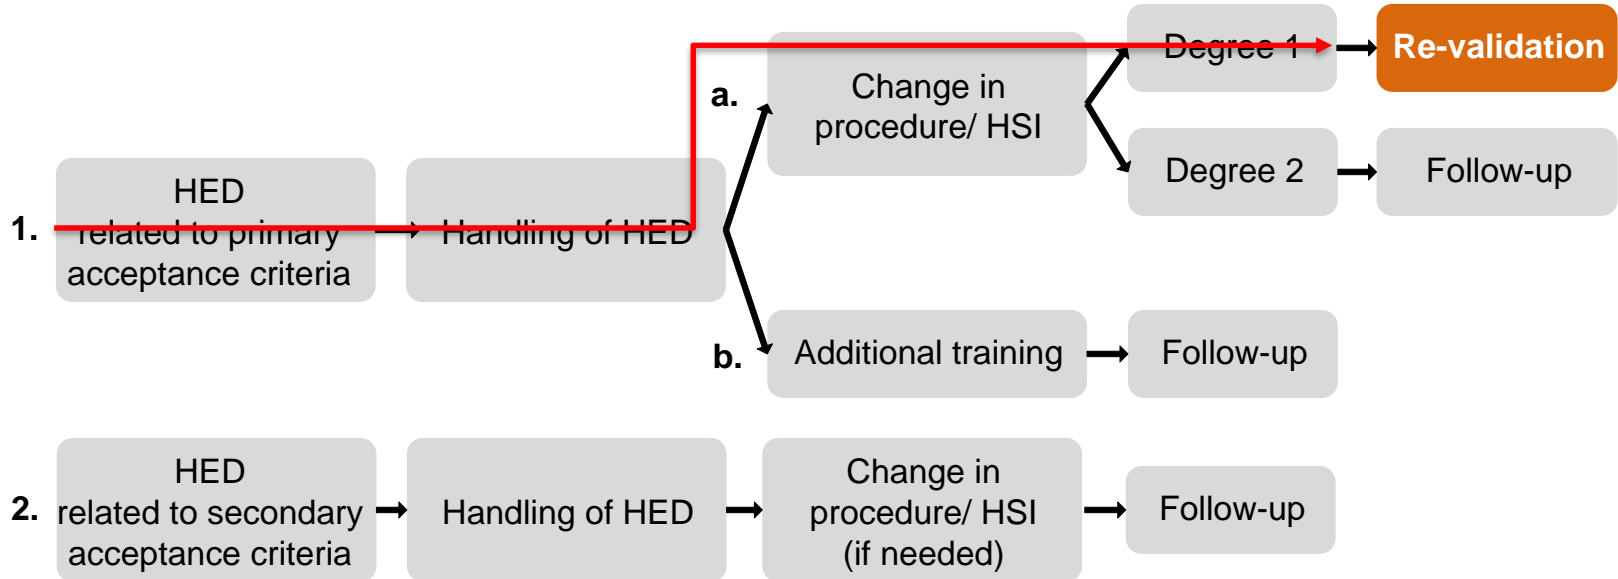 1.
HED
related to primary
acceptance criteria
Handling of HED
a.
Change in
procedure/ HSI
Degree 1
Re-validation
Degree 2
Follow-up
b.
Additional training
Follow-up
2.
HED
related to secondary
acceptance criteria
Handling of HED
Change in
procedure/ HSI
(if needed)
Follow-up